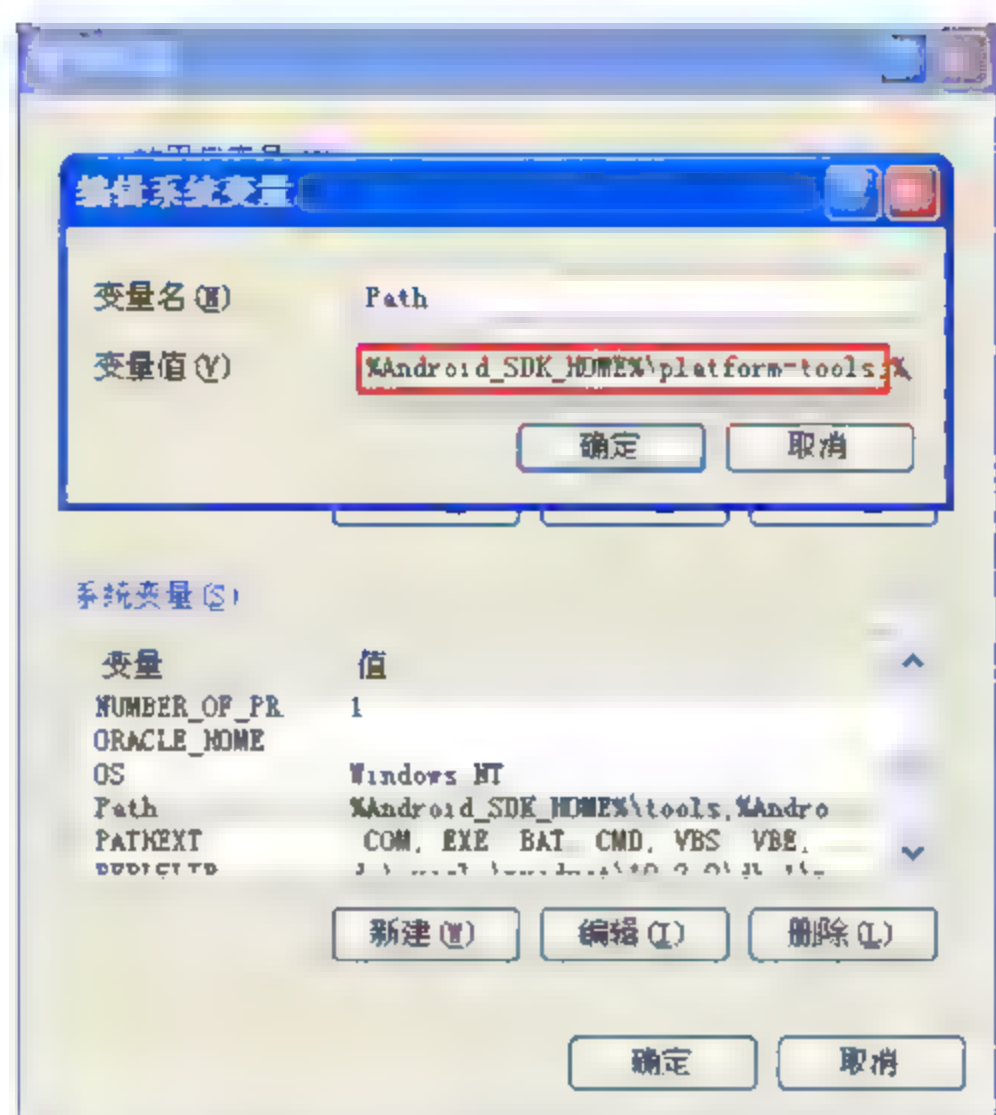 编辑系统变量
变量名(N) Path
变量值(V) %Android_SDK_HOME%\platform-tools;%
确定 取消
系统变量(S)
变量 值
NUMBER_OF_PR 1
ORACLE_HOME
OS Windows NT
Path %Android_SDK_HOME%\tools,%Andro
PATHEXT COM, EXE BAT CMD, VBS VBE,
新建(W) 编辑(I) 删除(L)
确定 取消